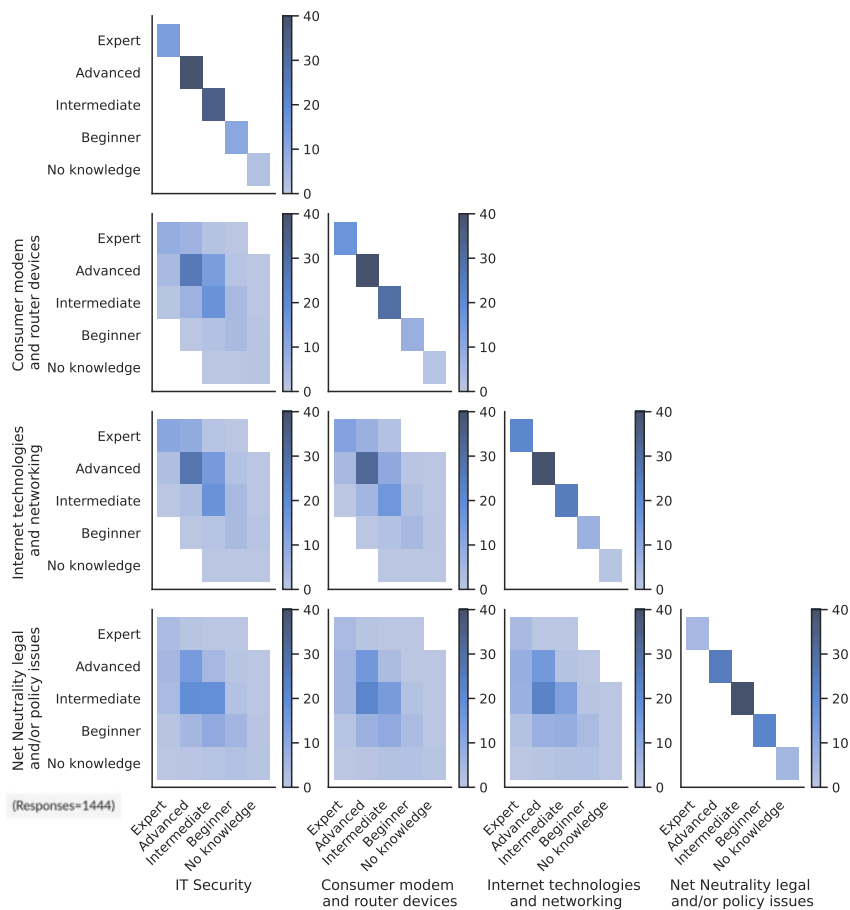 Expert
Advanced
Intermediate
Beginner
No knowledge
40
30
20
10
0
Consumer modem
and router devices
Expert
Advanced
Intermediate
Beginner
No knowledge
40
30
20
10
0
40
30
20
10
0
Internet technologies
and networking
Expert
Advanced
Intermediate
Beginner
No knowledge
40
30
20
10
0
40
30
20
10
0
40
30
20
10
0
Net Neutrality legal
and/or policy issues
Expert
Advanced
Intermediate
Beginner
No knowledge
40
30
20
10
0
40
30
20
10
0
40
30
20
10
0
40
30
20
10
0
(Responses=1444)
Expert
Advanced
Intermediate
Beginner
No knowledge
IT Security
Expert
Advanced
Intermediate
Beginner
No knowledge
Consumer modem
and router devices
Expert
Advanced
Intermediate
Beginner
No knowledge
Internet technologies
and networking
Expert
Advanced
Intermediate
Beginner
No knowledge
Net Neutrality legal
and/or policy issues